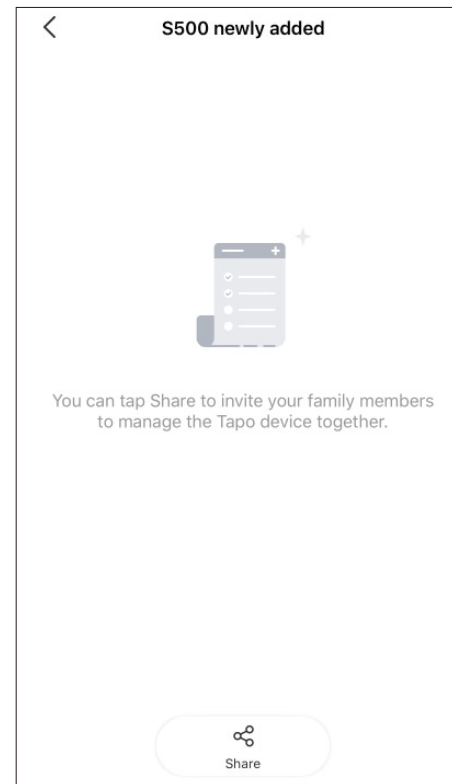 S500 newly added
You can tap Share to invite your family members
to manage the Tapo device together.
Share